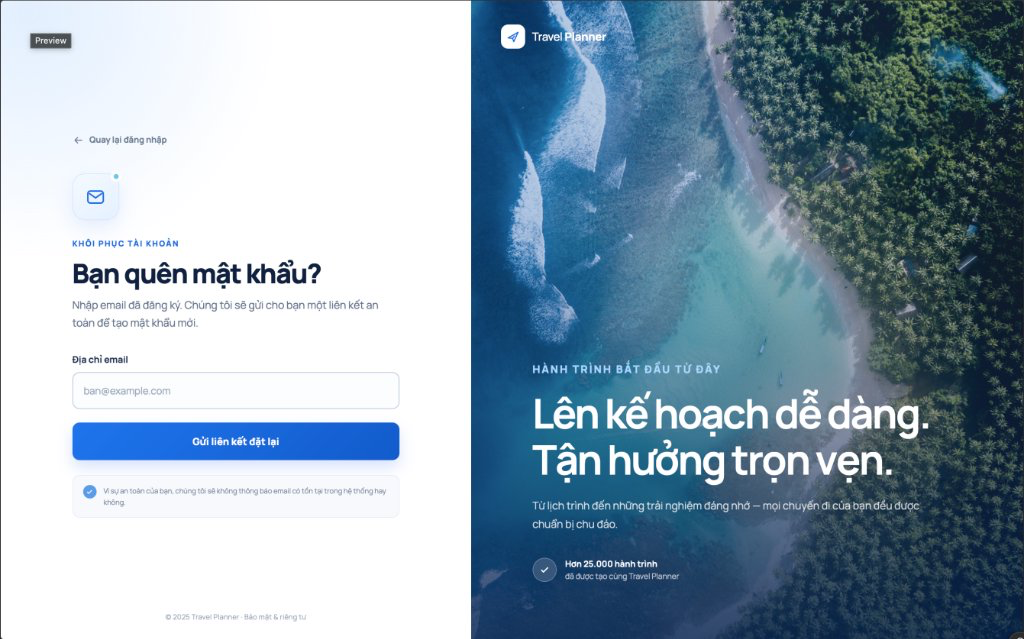 Preview
Quay lại đăng nhập
KHÔI PHỤC TÀI KHOẢN
Bạn quên mật khẩu?
Nhập email đã đăng ký. Chúng tôi sẽ gửi cho bạn một liên kết an
toàn để tạo mật khẩu mới.
Địa chỉ email
ban@example.com
Gửi liên kết đặt lại
Vì sự an toàn của bạn, chúng tôi sẽ không thông báo email có tồn tại trong hệ thống hay
không.
© 2025 Travel Planner · Bảo mật & riêng tư
Travel Planner
HÀNH TRÌNH BẮT ĐẦU TỪ ĐÂY
Lên kế hoạch dễ dàng.
Tận hưởng trọn vẹn.
Từ lịch trình đến những trải nghiệm đáng nhớ — mọi chuyến đi của bạn đều được
chuẩn bị chu đáo.
Hơn 25.000 hành trình
đã được tạo cùng Travel Planner